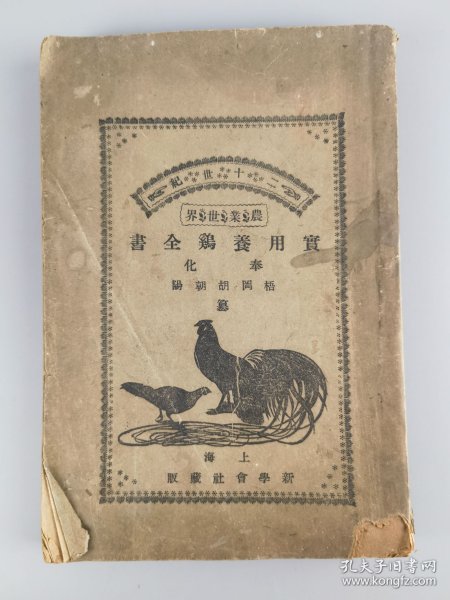 二十世紀
農業世界
實用養鷄全書
奉化
梧岡胡朝陽
纂
上海
新學會社藏版
孔夫子旧书网
www.kongfz.com